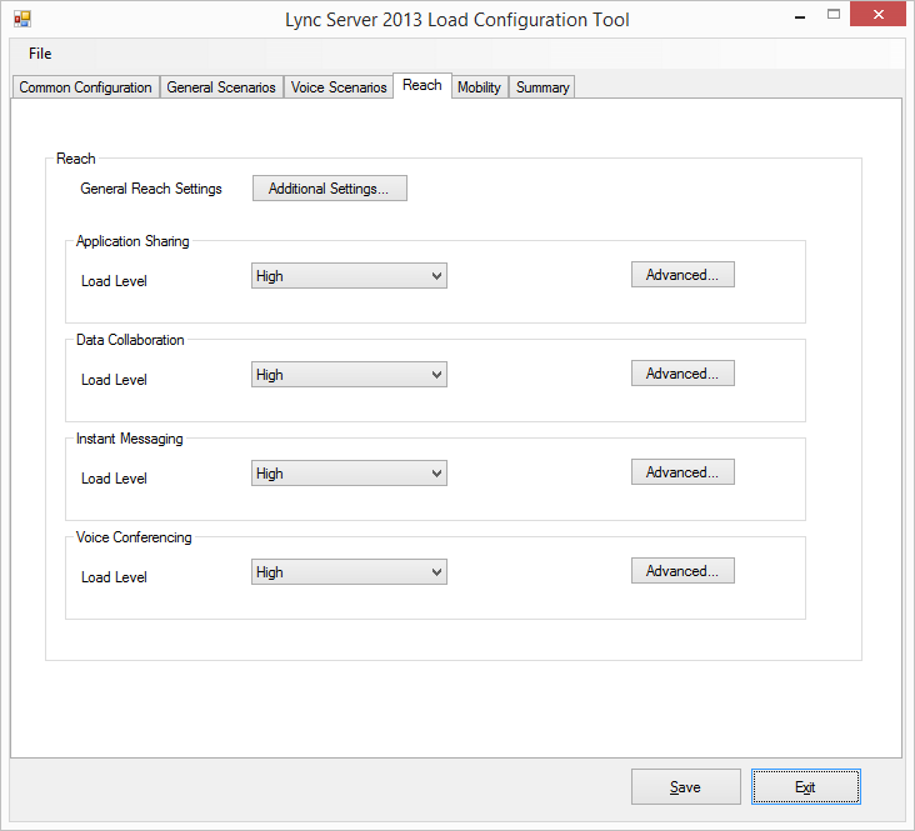 Lync Server 2013 Load Configuration Tool
File
Common Configuration General Scenarios Voice Scenarios Reach Mobility Summary
Reach
General Reach Settings Additional Settings...
Application Sharing
Load Level High Advanced...
Data Collaboration
Load Level High Advanced...
Instant Messaging
Load Level High Advanced...
Voice Conferencing
Load Level High Advanced...
Save Exit